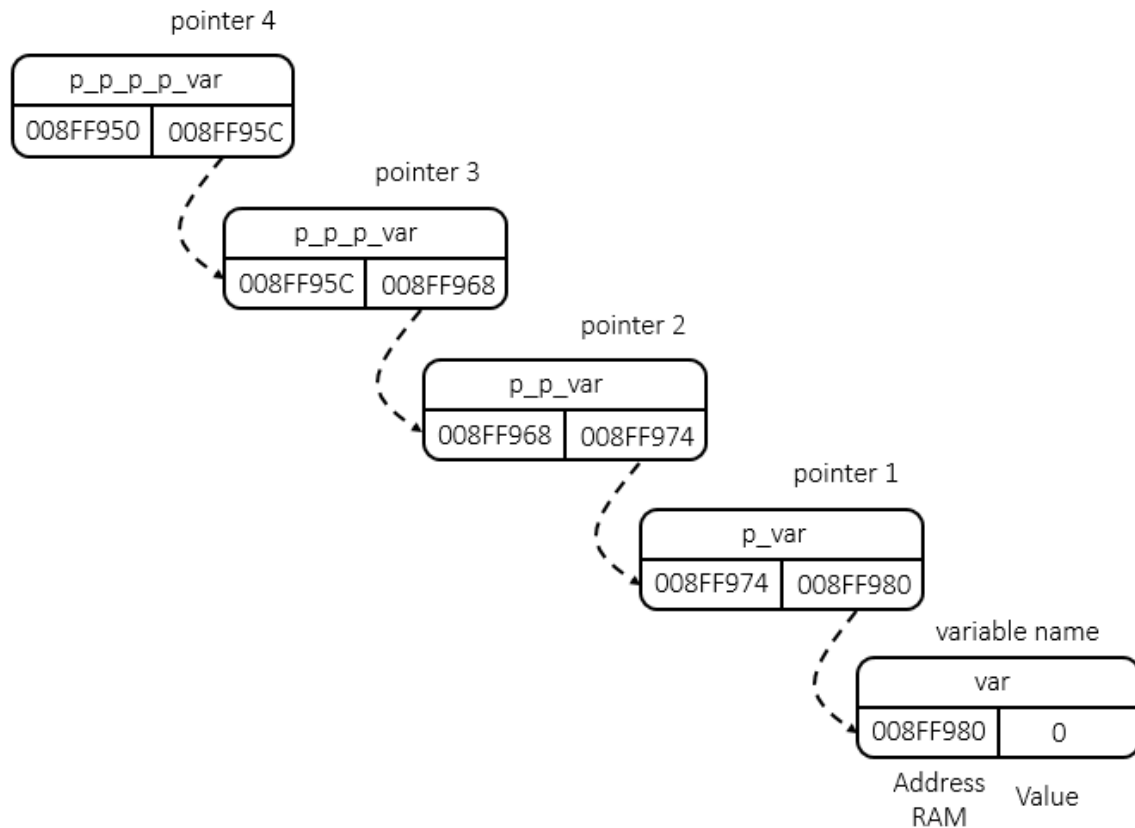 pointer 4
p_p_p_p_var
008FF950 008FF95C
pointer 3
p_p_p_var
008FF95C 008FF968
pointer 2
p_p_var
008FF968 008FF974
pointer 1
p_var
008FF974 008FF980
variable name
var
008FF980 0
Address
RAM
Value